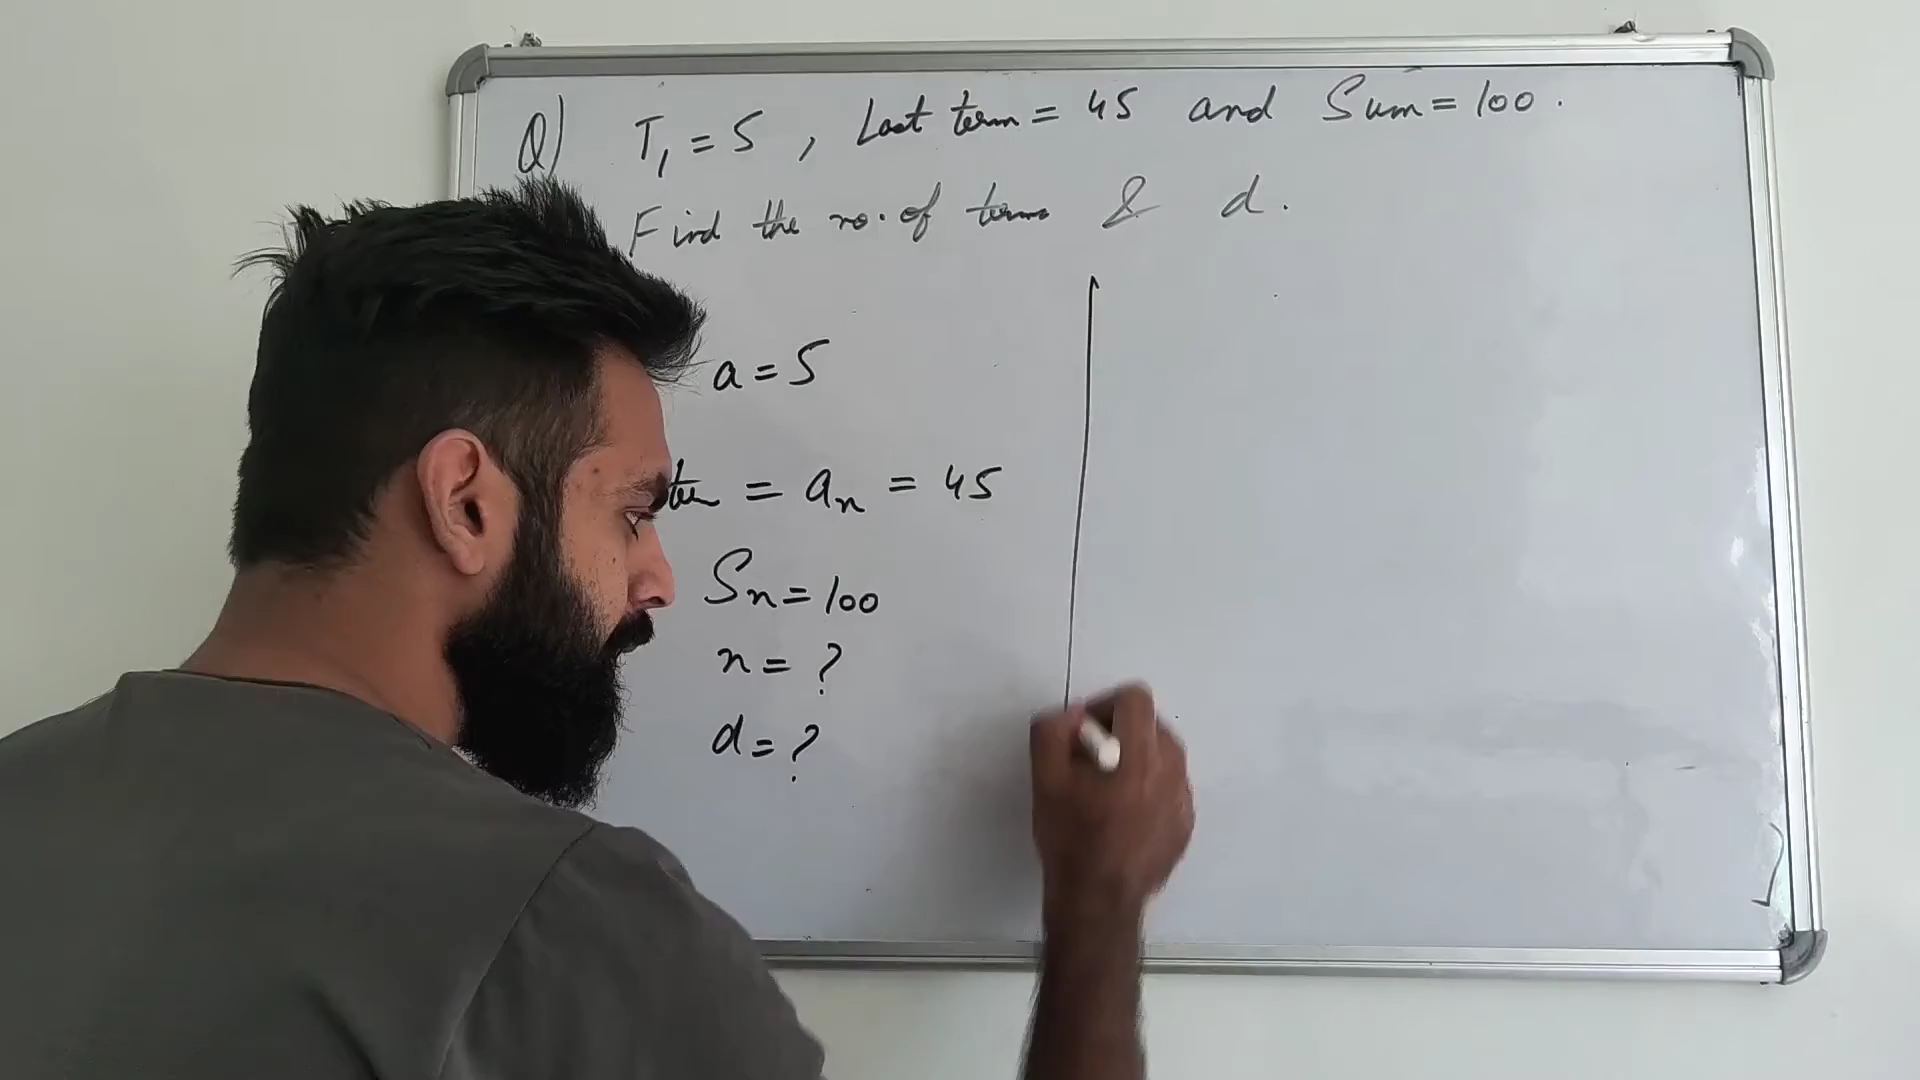 Q) T₁ = 5 , Last term = 45 and Sum = 100 .
Find the no. of terms & d .
a = 5
term = aₙ = 45
Sₙ = 100
n = ?
d = ?